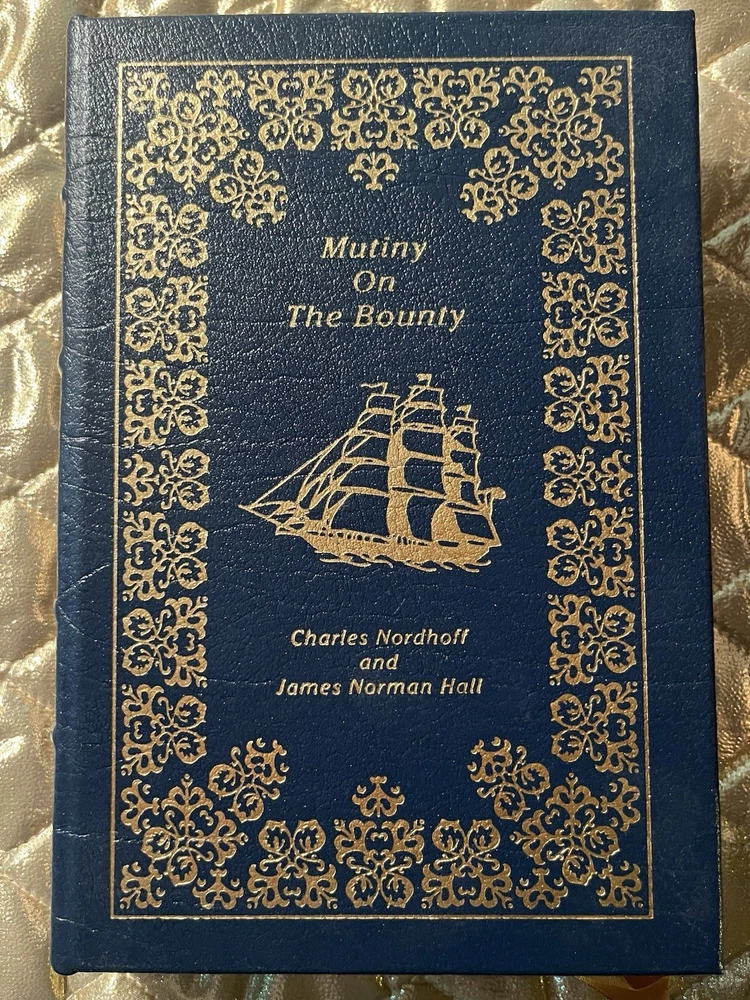 Mutiny
On
The Bounty
Charles Nordhoff
and
James Norman Hall